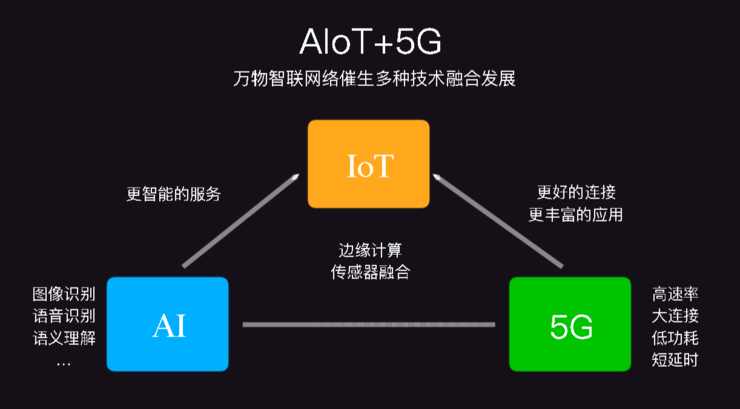 AIoT+5G
万物智联网络催生多种技术融合发展
IoT
更智能的服务
更好的连接
更丰富的应用
边缘计算
传感器融合
图像识别
语音识别
语义理解
...
AI
5G
高速率
大连接
低功耗
短延时